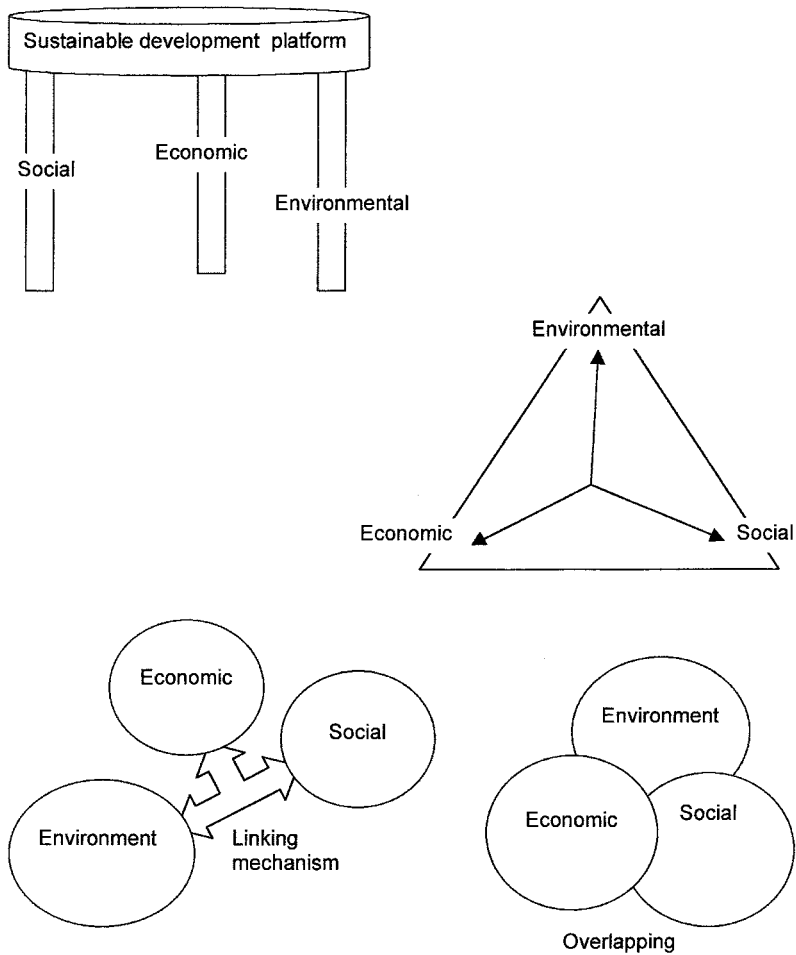 Sustainable development platform
Economic
Social
Environmental
Environmental
Economic
Social
Economic
Social
Environment
Linking
mechanism
Environment
Economic
Social
Overlapping